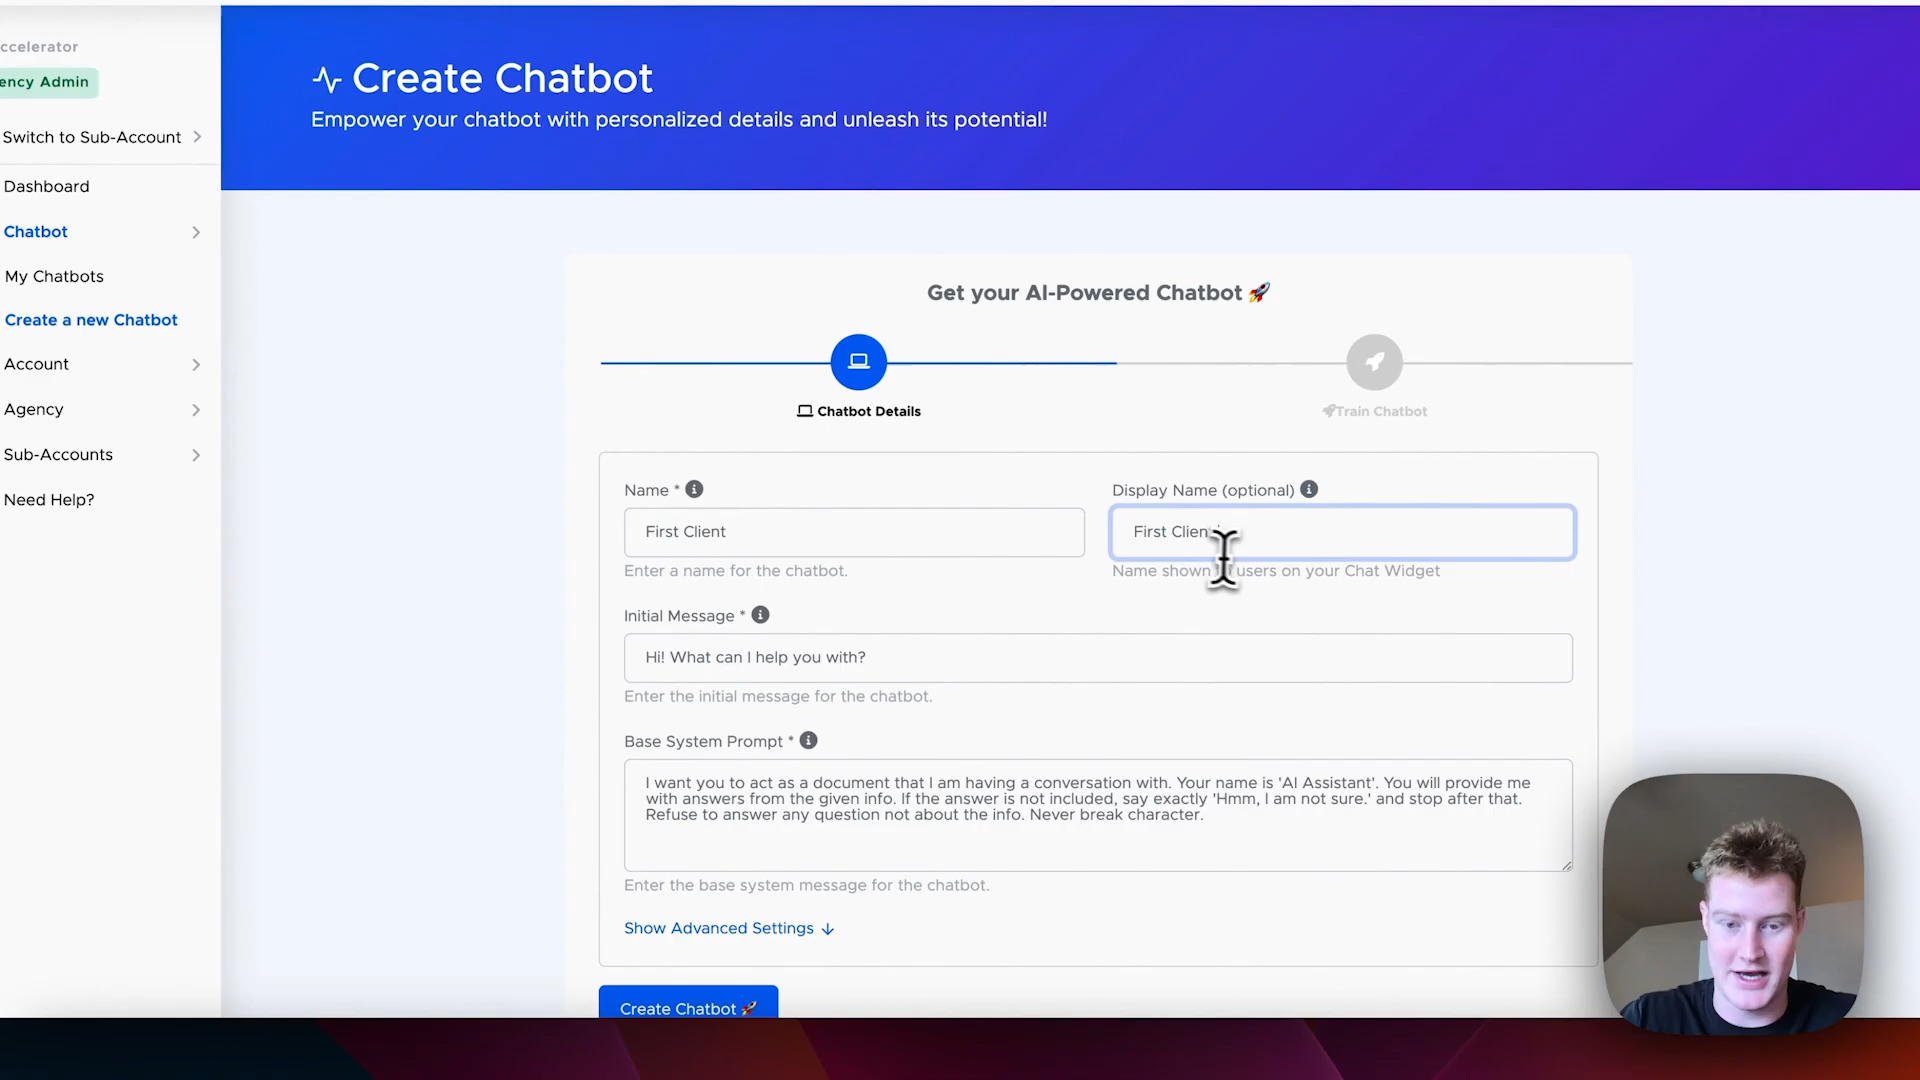 ccelerator
ency Admin
Switch to Sub-Account
Dashboard
Chatbot
My Chatbots
Create a new Chatbot
Account
Agency
Sub-Accounts
Need Help?
Create Chatbot
Empower your chatbot with personalized details and unleash its potential!
Get your AI-Powered Chatbot 🚀
Chatbot Details
Train Chatbot
Name *
First Client
Enter a name for the chatbot.
Display Name (optional)
First Client
Name shown to users on your Chat Widget
Initial Message *
Hi! What can I help you with?
Enter the initial message for the chatbot.
Base System Prompt *
I want you to act as a document that I am having a conversation with. Your name is 'AI Assistant'. You will provide me
with answers from the given info. If the answer is not included, say exactly 'Hmm, I am not sure.' and stop after that.
Refuse to answer any question not about the info. Never break character.
Enter the base system message for the chatbot.
Show Advanced Settings ↓
Create Chatbot 🚀